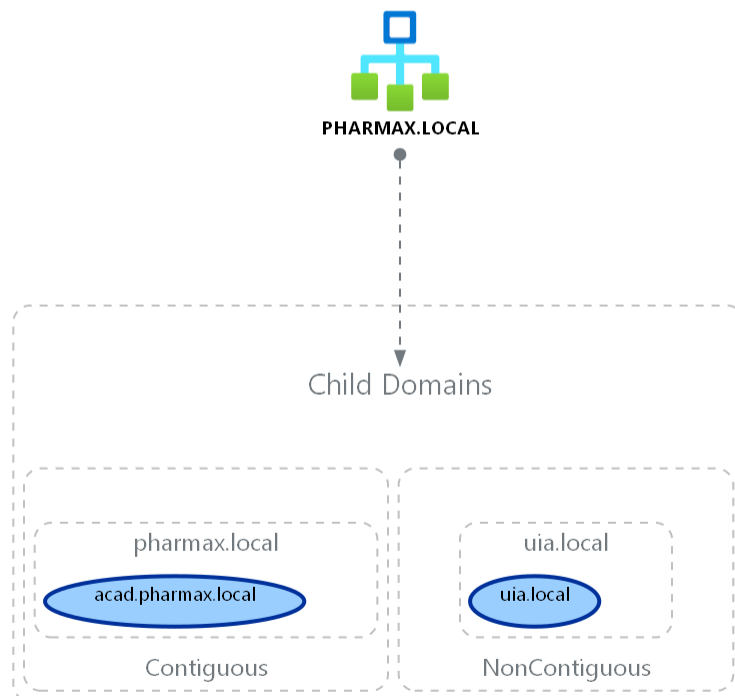 PHARMAX.LOCAL
Child Domains
pharmax.local
acad.pharmax.local
Contiguous
uia.local
uia.local
NonContiguous